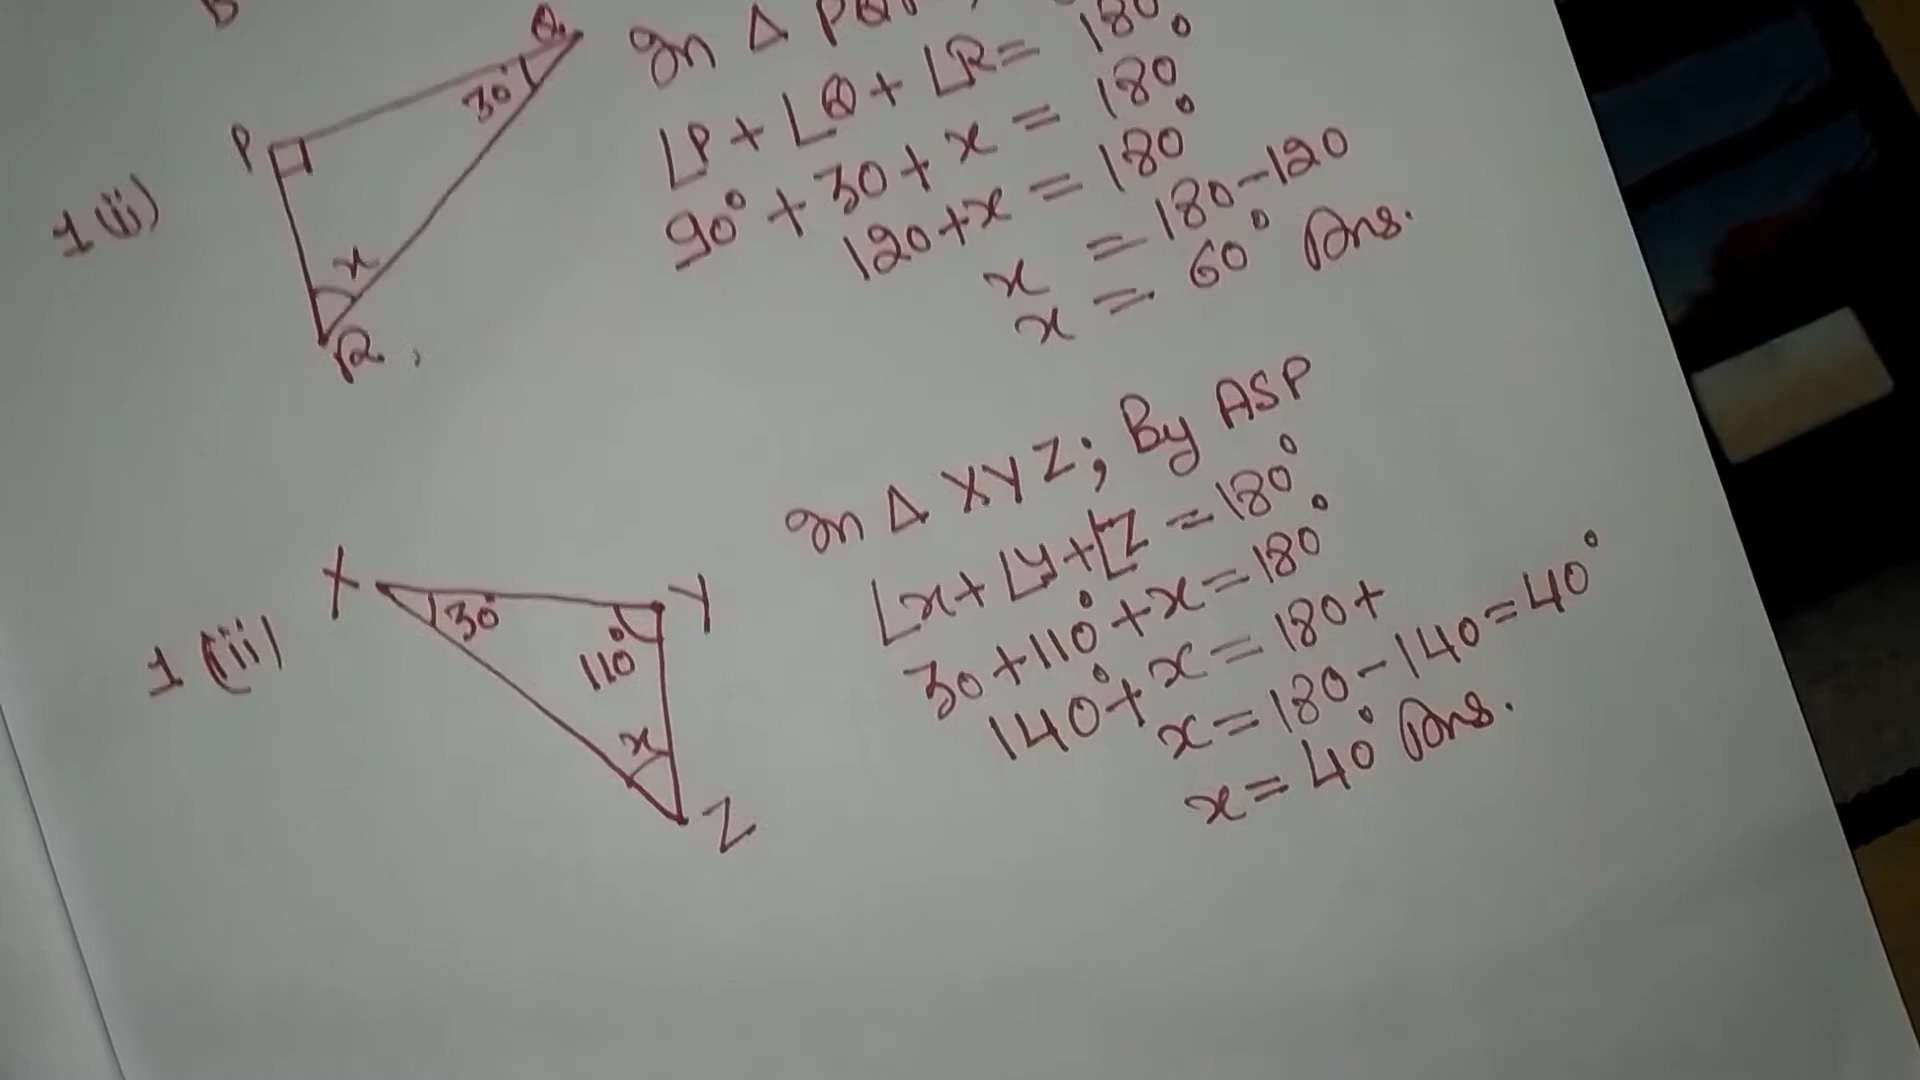 B
In Δ PQ
∠P + ∠Q + ∠R = 180°
90° + 30 + x = 180°
120 + x = 180
x = 180 - 120
x = 60° Ans.
1 (ii)
P
Q
30°
x
R
In Δ XYZ; By ASP
∠x + ∠y + ∠Z = 180°
30 + 110° + x = 180°
140° + x = 180+
x = 180 - 140 = 40°
x = 40° Ans.
1 (iii)
X
30°
Y
110°
x
Z